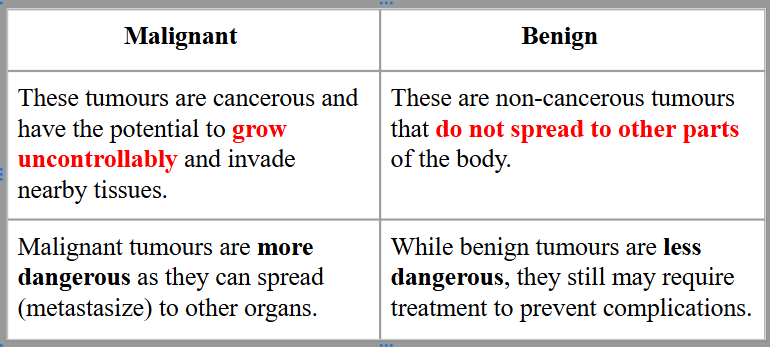 Malignant
Benign
These tumours are cancerous and
have the potential to grow
uncontrollably and invade
nearby tissues.
These are non-cancerous tumours
that do not spread to other parts
of the body.
Malignant tumours are more
dangerous as they can spread
(metastasize) to other organs.
While benign tumours are less
dangerous, they still may require
treatment to prevent complications.